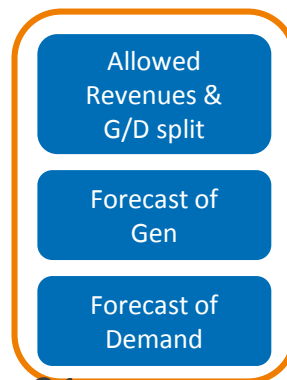 Allowed
Revenues &
G/D split
Forecast of
Gen
Forecast of
Demand